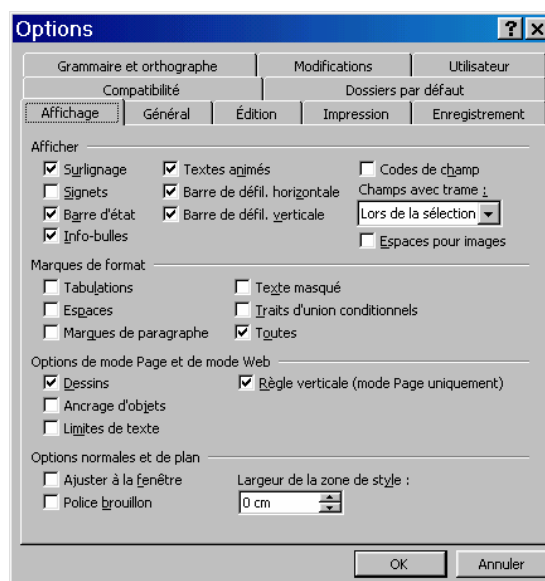 Options
Grammaire et orthographe Modifications Utilisateur
Compatibilité Dossiers par défaut
Affichage Général Édition Impression Enregistrement
Afficher
Surlignage Textes animés Codes de champ
Signets Barre de défil. horizontale Champs avec trame :
Barre d'état Barre de défil. verticale Lors de la sélection
Info-bulles Espaces pour images
Marques de format
Tabulations Texte masqué
Espaces Traits d'union conditionnels
Marques de paragraphe Toutes
Options de mode Page et de mode Web
Dessins Règle verticale (mode Page uniquement)
Ancrage d'objets
Limites de texte
Options normales et de plan
Ajuster à la fenêtre Largeur de la zone de style :
Police brouillon 0 cm
OK Annuler